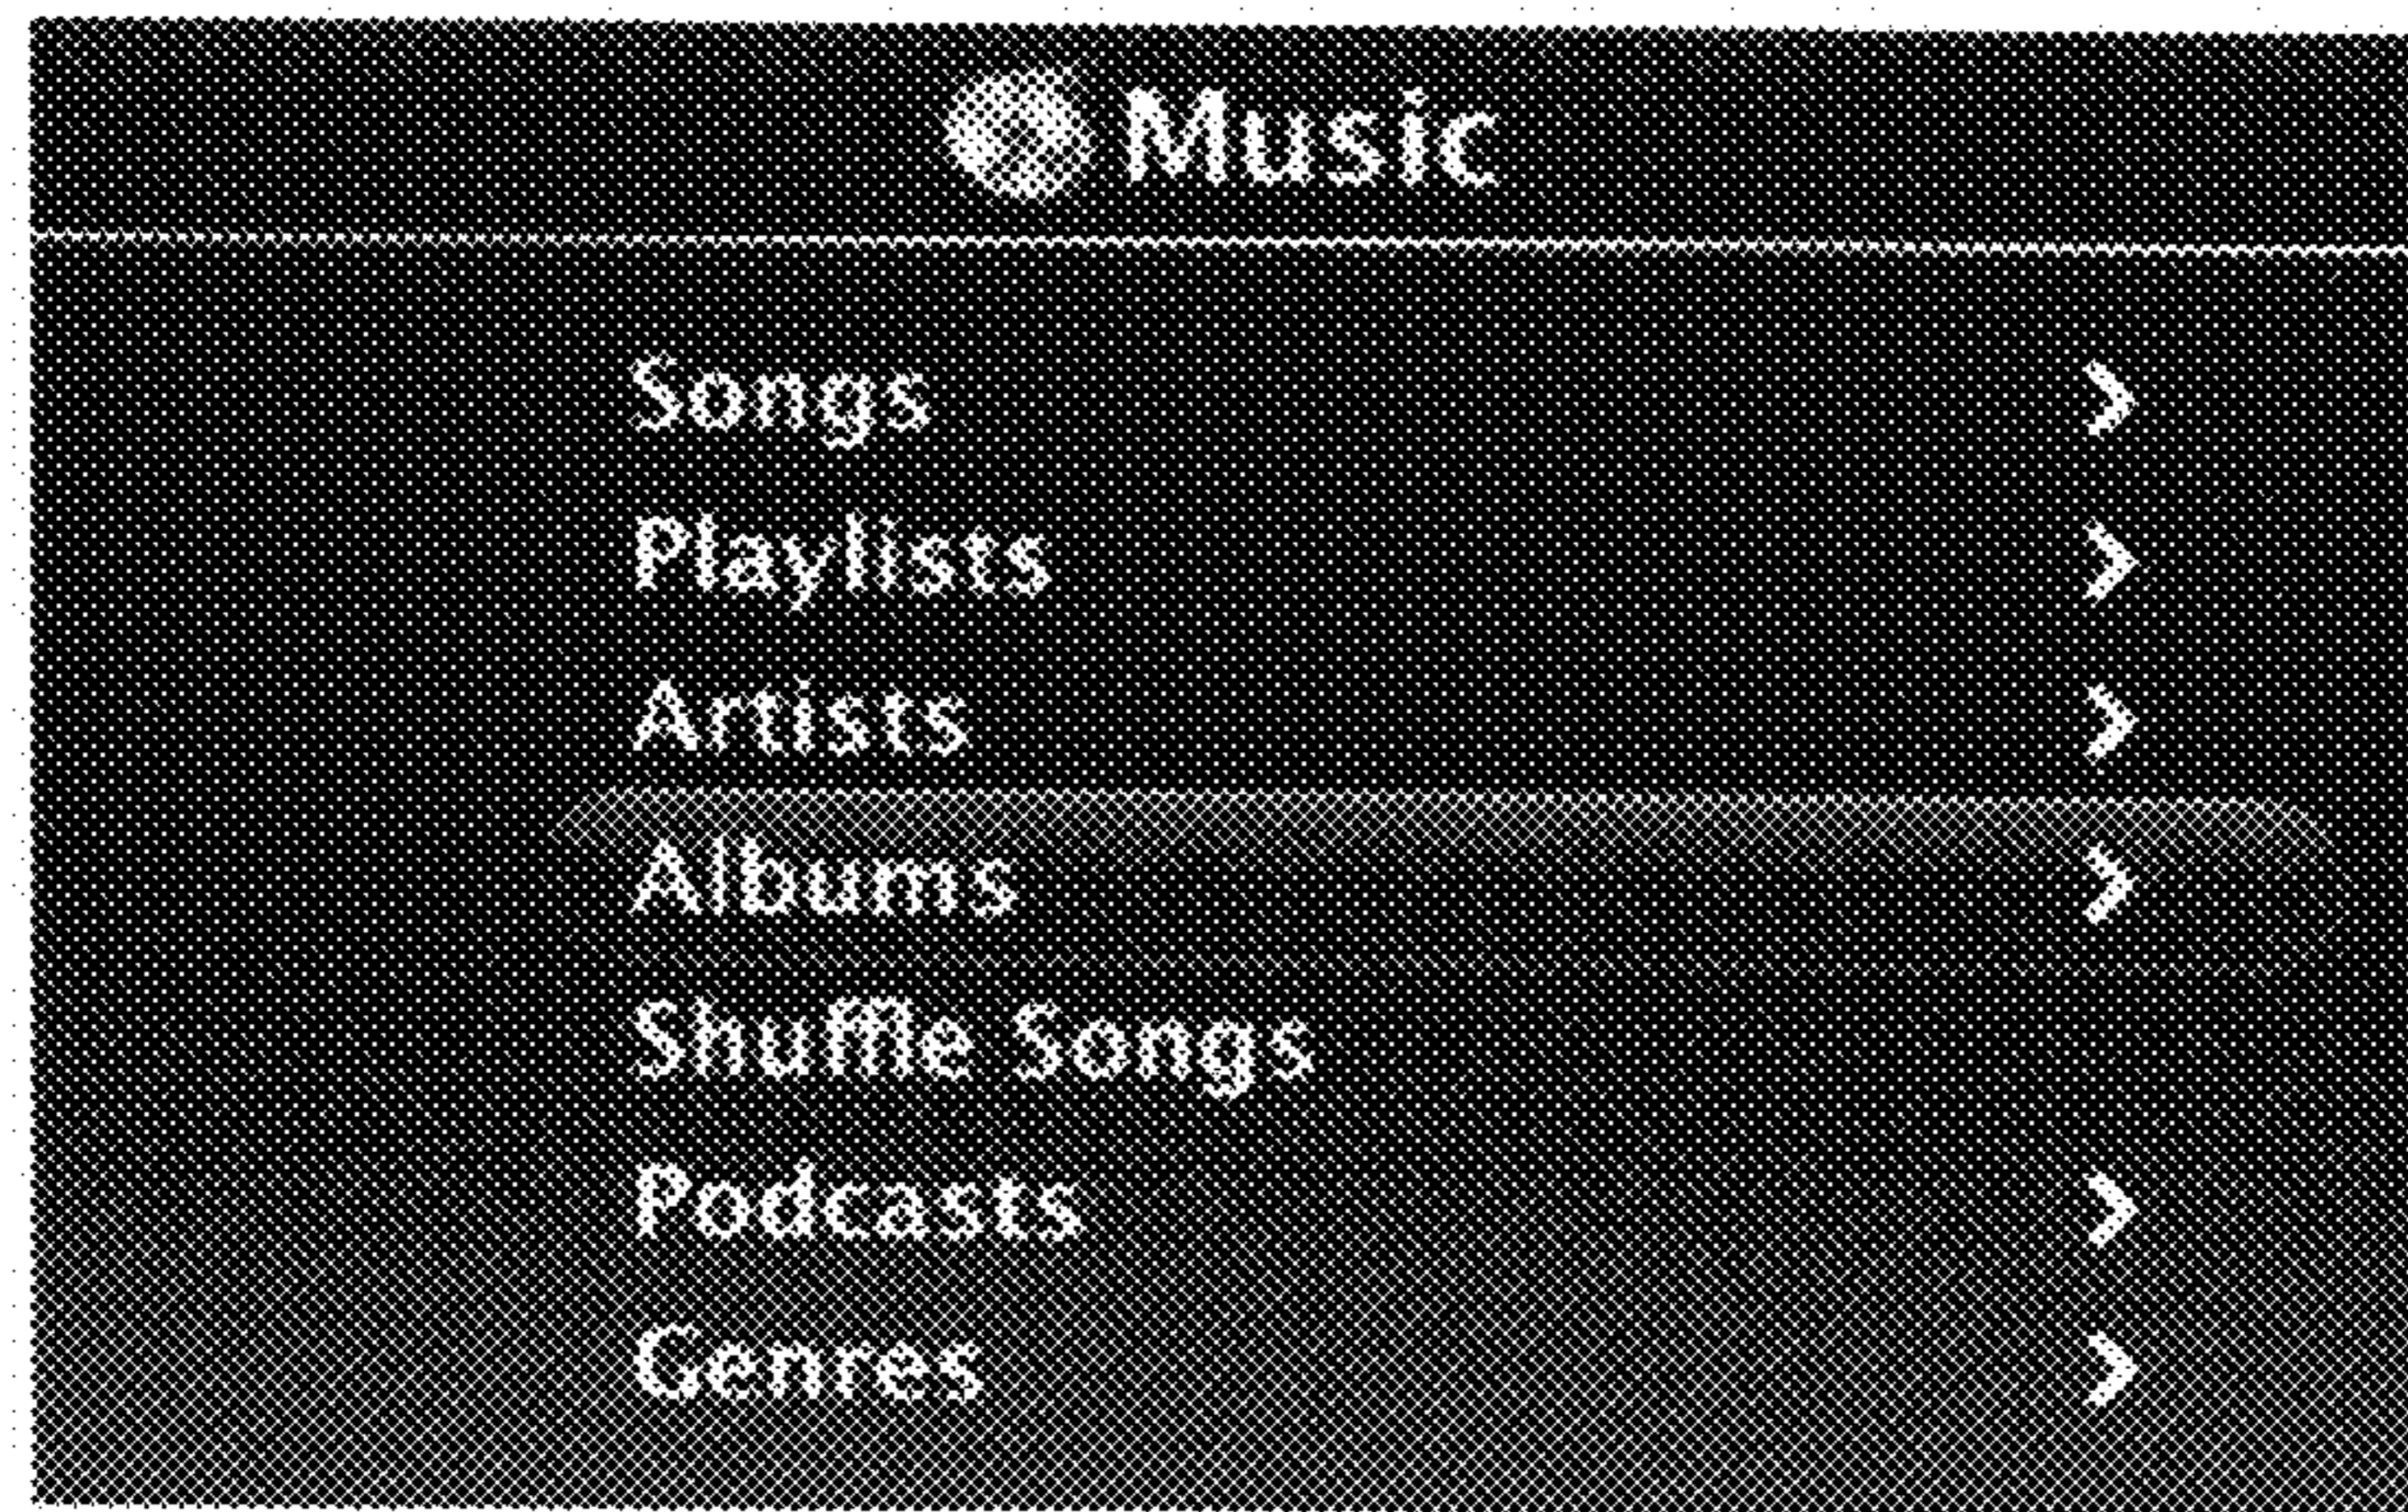 Music
Songs >
Playlists >
Artists >
Albums >
Shuffle Songs
Podcasts >
Genres >